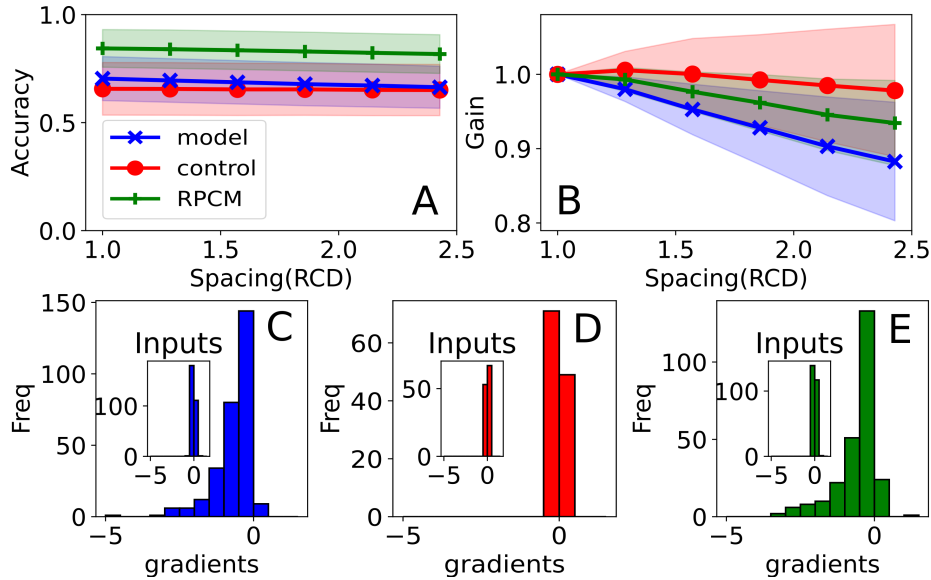 1.0
0.5
0.0
Accuracy
model
control
RPCM
A
1.0
1.5
2.0
2.5
Spacing(RCD)
1.0
0.9
0.8
Gain
B
1.0
1.5
2.0
2.5
Spacing(RCD)
150
100
50
0
Freq
C
Inputs
100
0
−5
0
−5
0
gradients
60
40
20
0
Freq
D
Inputs
50
0
−5
0
−5
0
gradients
100
50
0
Freq
E
Inputs
100
0
−5
0
−5
0
gradients